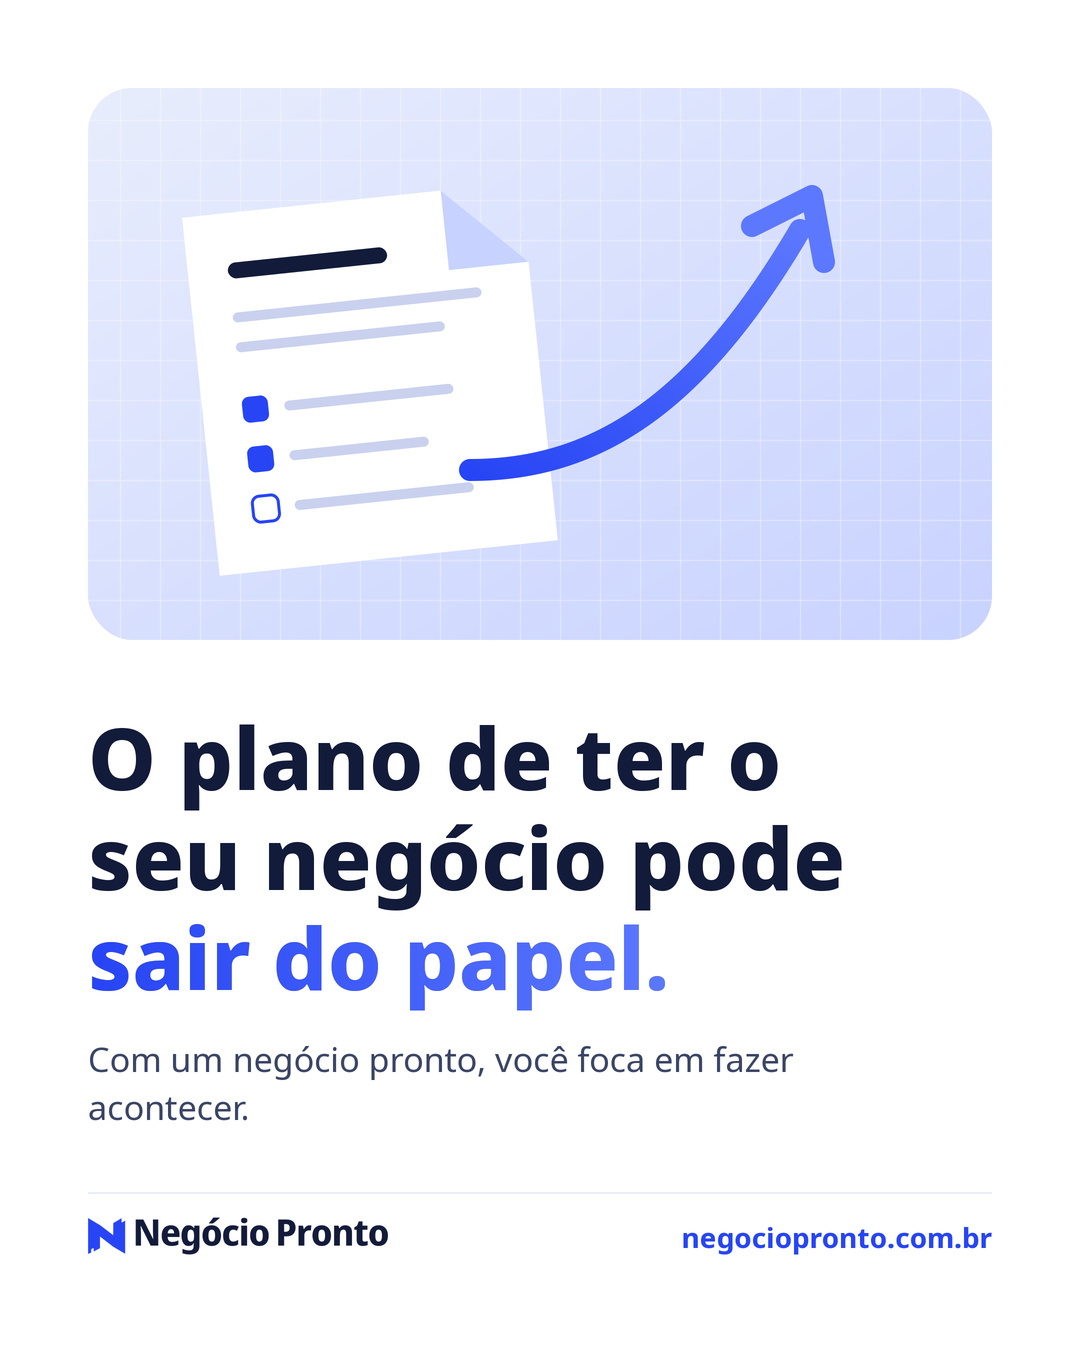 O plano de ter o
seu negócio pode
sair do papel.
Com um negócio pronto, você foca em fazer
acontecer.
Negócio Pronto
negociopronto.com.br